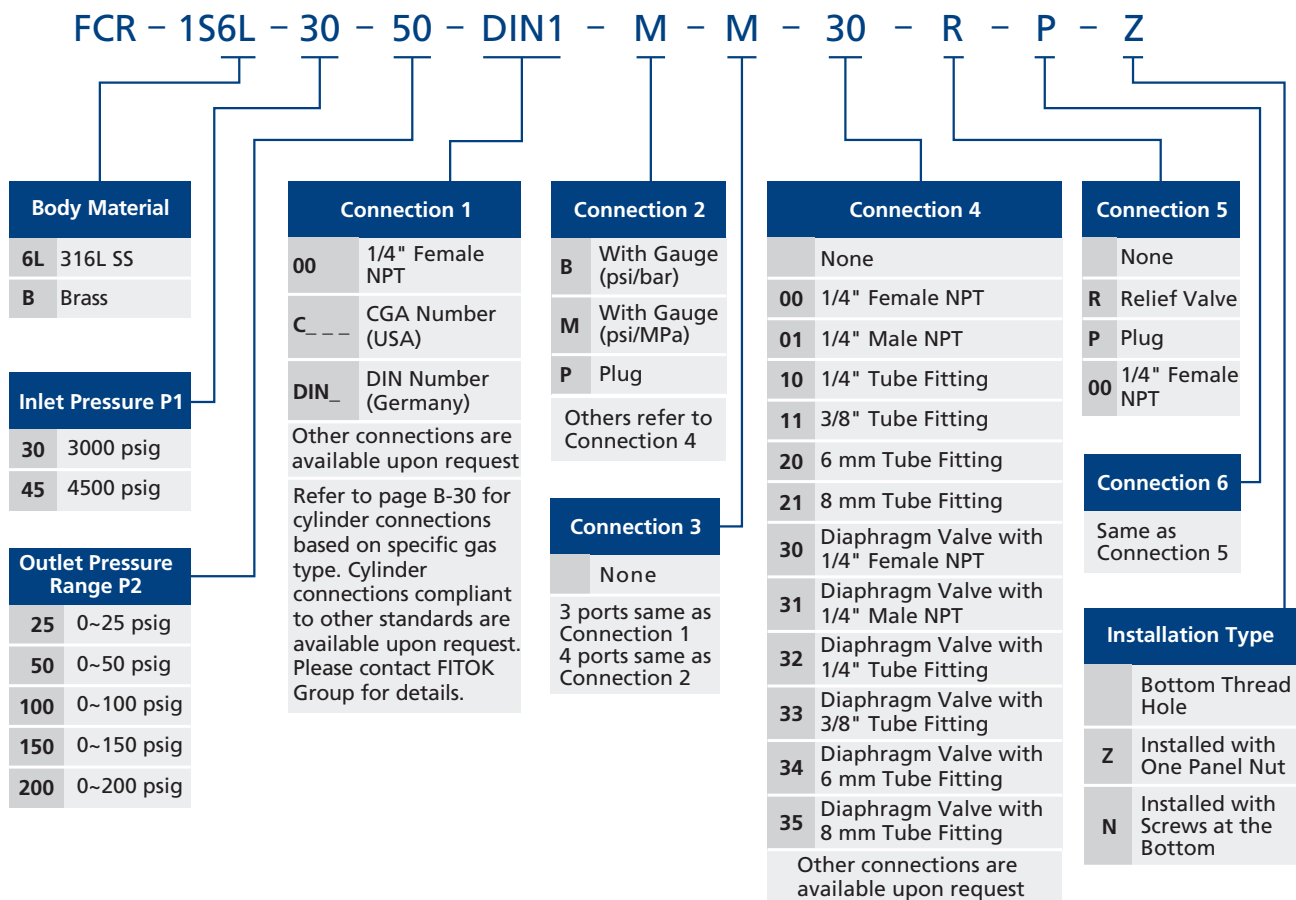 FCR – 1S6L – 30 – 50 – DIN1 – M – M – 30 – R – P – Z
Body Material
6L 316L SS
B Brass
Inlet Pressure P1
30 3000 psig
45 4500 psig
Outlet Pressure
Range P2
25 0~25 psig
50 0~50 psig
100 0~100 psig
150 0~150 psig
200 0~200 psig
Connection 1
00 1/4" Female
NPT
C_ _ _ CGA Number
(USA)
DIN_ DIN Number
(Germany)
Other connections are
available upon request
Refer to page B-30 for
cylinder connections
based on specific gas
type. Cylinder
connections compliant
to other standards are
available upon request.
Please contact FITOK
Group for details.
Connection 2
B With Gauge
(psi/bar)
M With Gauge
(psi/MPa)
P Plug
Others refer to
Connection 4
Connection 3
None
3 ports same as
Connection 1
4 ports same as
Connection 2
Connection 4
None
00 1/4" Female NPT
01 1/4" Male NPT
10 1/4" Tube Fitting
11 3/8" Tube Fitting
20 6 mm Tube Fitting
21 8 mm Tube Fitting
30 Diaphragm Valve with
1/4" Female NPT
31 Diaphragm Valve with
1/4" Male NPT
32 Diaphragm Valve with
1/4" Tube Fitting
33 Diaphragm Valve with
3/8" Tube Fitting
34 Diaphragm Valve with
6 mm Tube Fitting
35 Diaphragm Valve with
8 mm Tube Fitting
Other connections are
available upon request
Connection 5
None
R Relief Valve
P Plug
00 1/4" Female
NPT
Connection 6
Same as
Connection 5
Installation Type
Bottom Thread
Hole
Z Installed with
One Panel Nut
N Installed with
Screws at the
Bottom